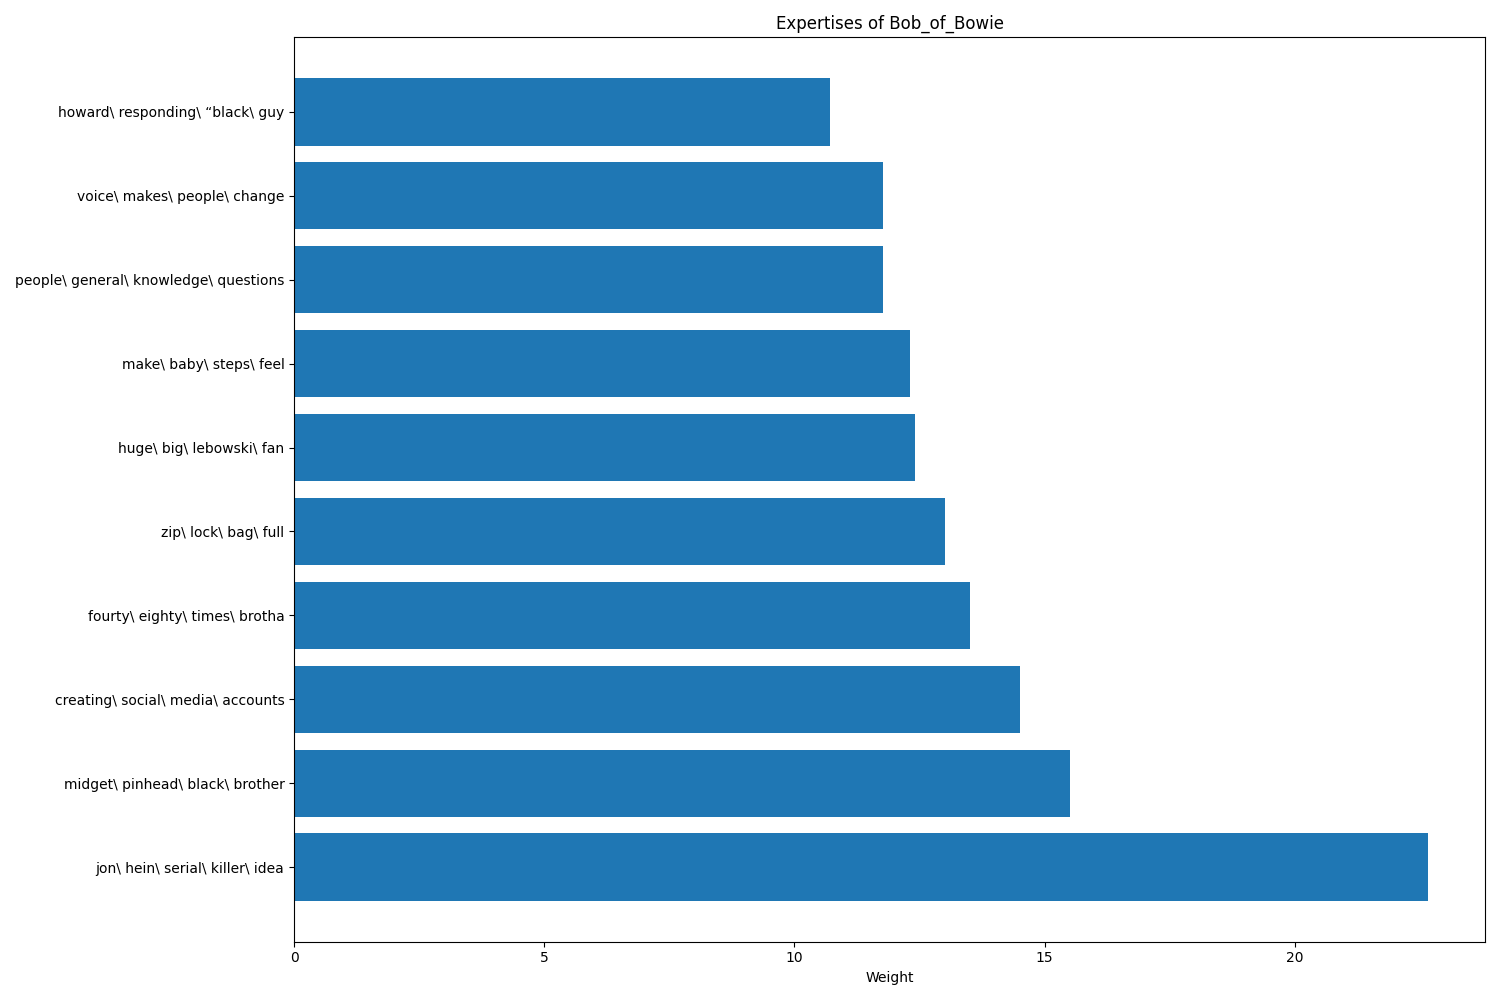 Expertises of Bob_of_Bowie
howard\ responding\ “black\ guy
voice\ makes\ people\ change
people\ general\ knowledge\ questions
make\ baby\ steps\ feel
huge\ big\ lebowski\ fan
zip\ lock\ bag\ full
fourty\ eighty\ times\ brotha
creating\ social\ media\ accounts
midget\ pinhead\ black\ brother
jon\ hein\ serial\ killer\ idea
0 5 10 15 20
Weight